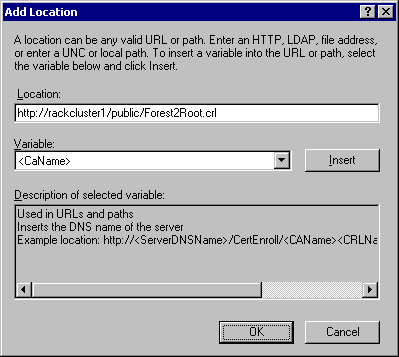 Add Location
A location can be any valid URL or path. Enter an HTTP, LDAP, file address,
or enter a UNC or local path. To insert a variable into the URL or path, select
the variable below and click Insert.
Location:
http://rackcluster1/public/Forest2Root.crl
Variable:
<CaName>
Insert
Description of selected variable:
Used in URLs and paths
Inserts the DNS name of the server
Example location: http://<ServerDNSName>/CertEnroll/<CAName><CRLNa
OK
Cancel